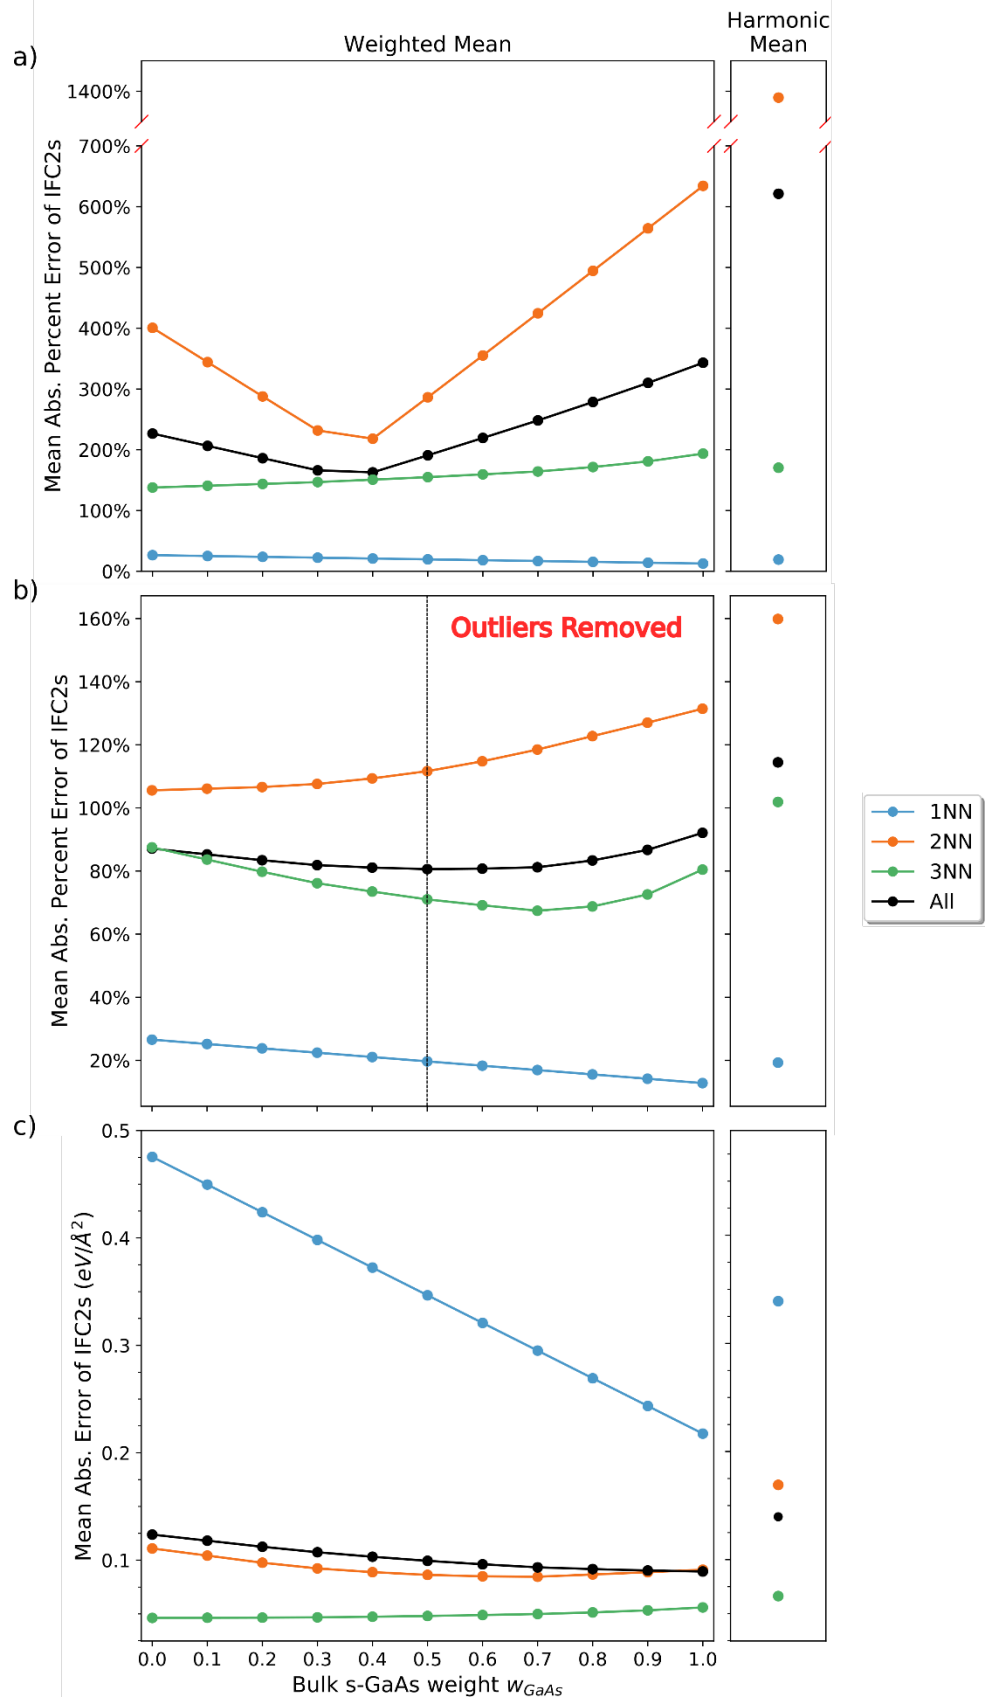 Weighted Mean
Harmonic
Mean
a)
Mean Abs. Percent Error of IFC2s
1400%
700%
600%
500%
400%
300%
200%
100%
0%
b)
Mean Abs. Percent Error of IFC2s
Outliers Removed
160%
140%
120%
100%
80%
60%
40%
20%
1NN
2NN
3NN
All
c)
Mean Abs. Error of IFC2s (eV/Å²)
0.5
0.4
0.3
0.2
0.1
0.0 0.1 0.2 0.3 0.4 0.5 0.6 0.7 0.8 0.9 1.0
Bulk s-GaAs weight w_GaAs